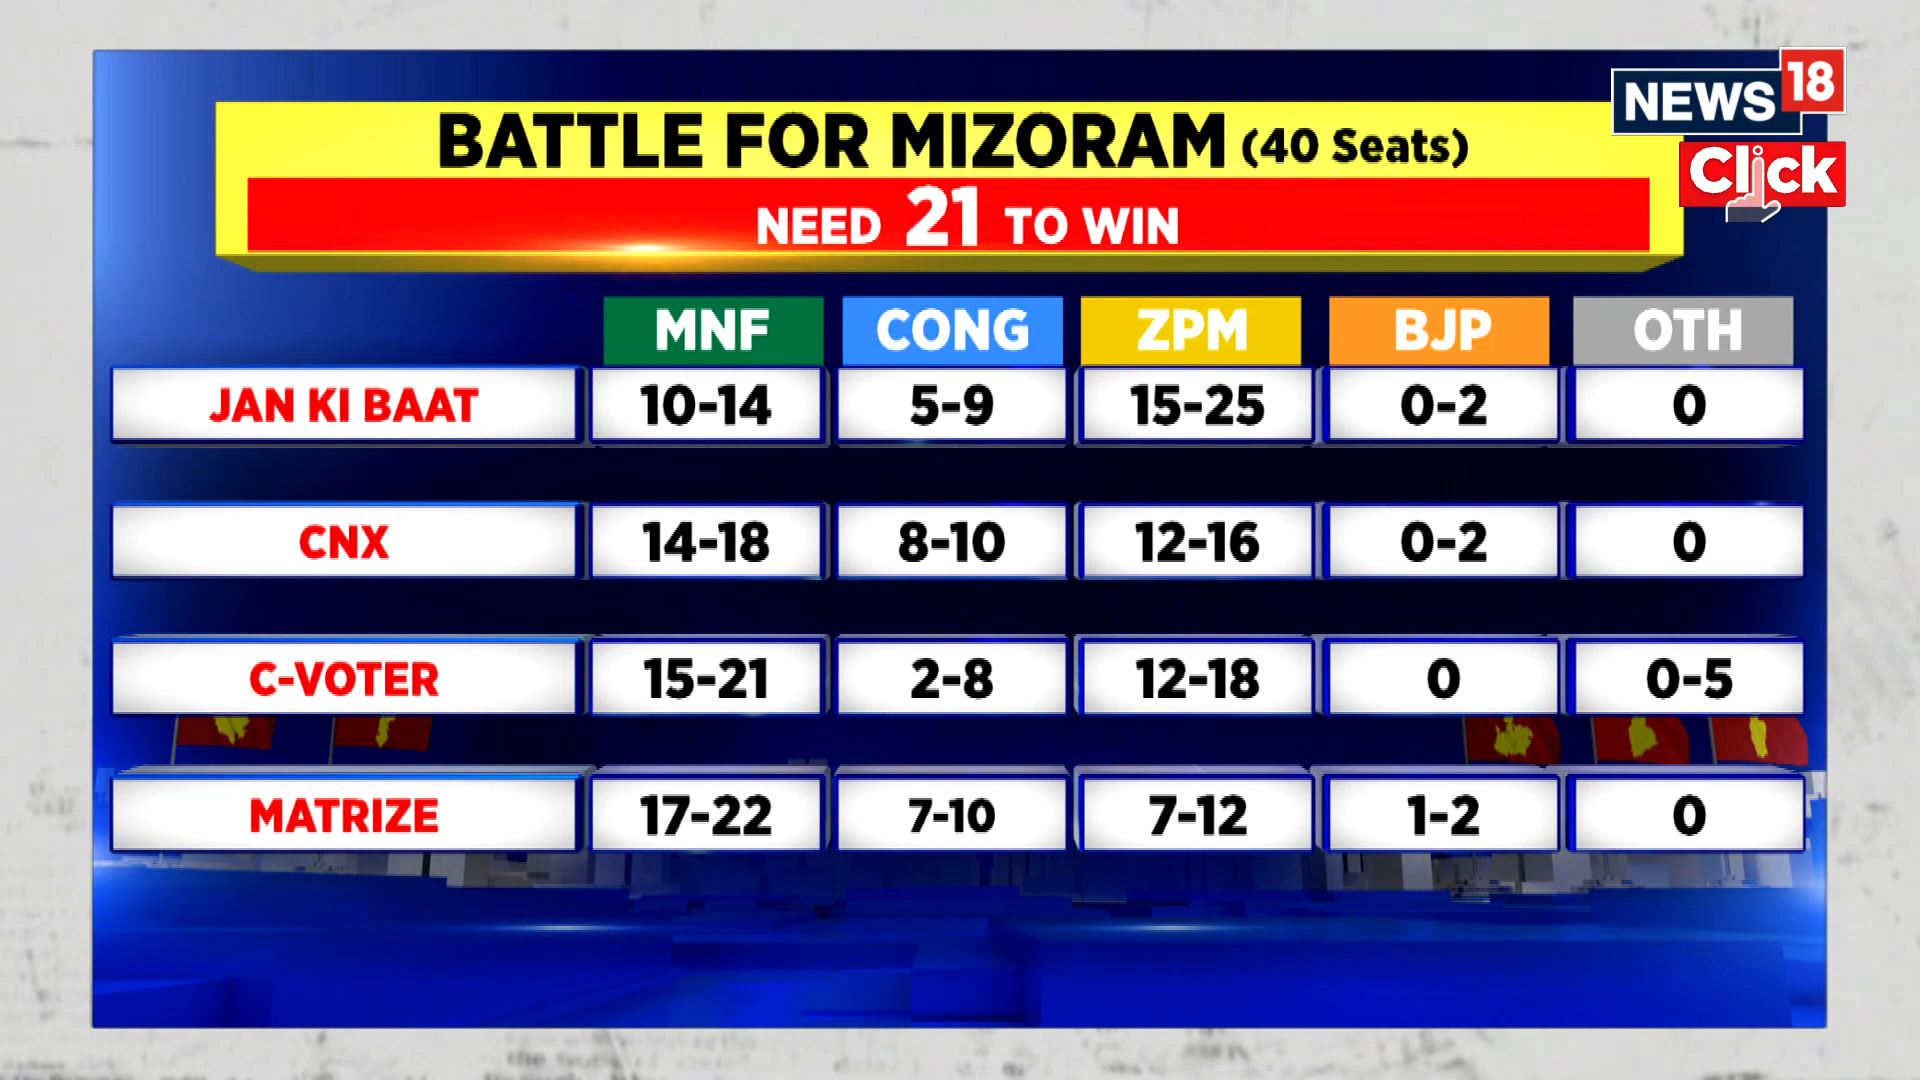 NEWS 18
Click
BATTLE FOR MIZORAM (40 Seats)
NEED 21 TO WIN
MNF CONG ZPM BJP OTH
JAN KI BAAT 10-14 5-9 15-25 0-2 0
CNX 14-18 8-10 12-16 0-2 0
C-VOTER 15-21 2-8 12-18 0 0-5
MATRIZE 17-22 7-10 7-12 1-2 0